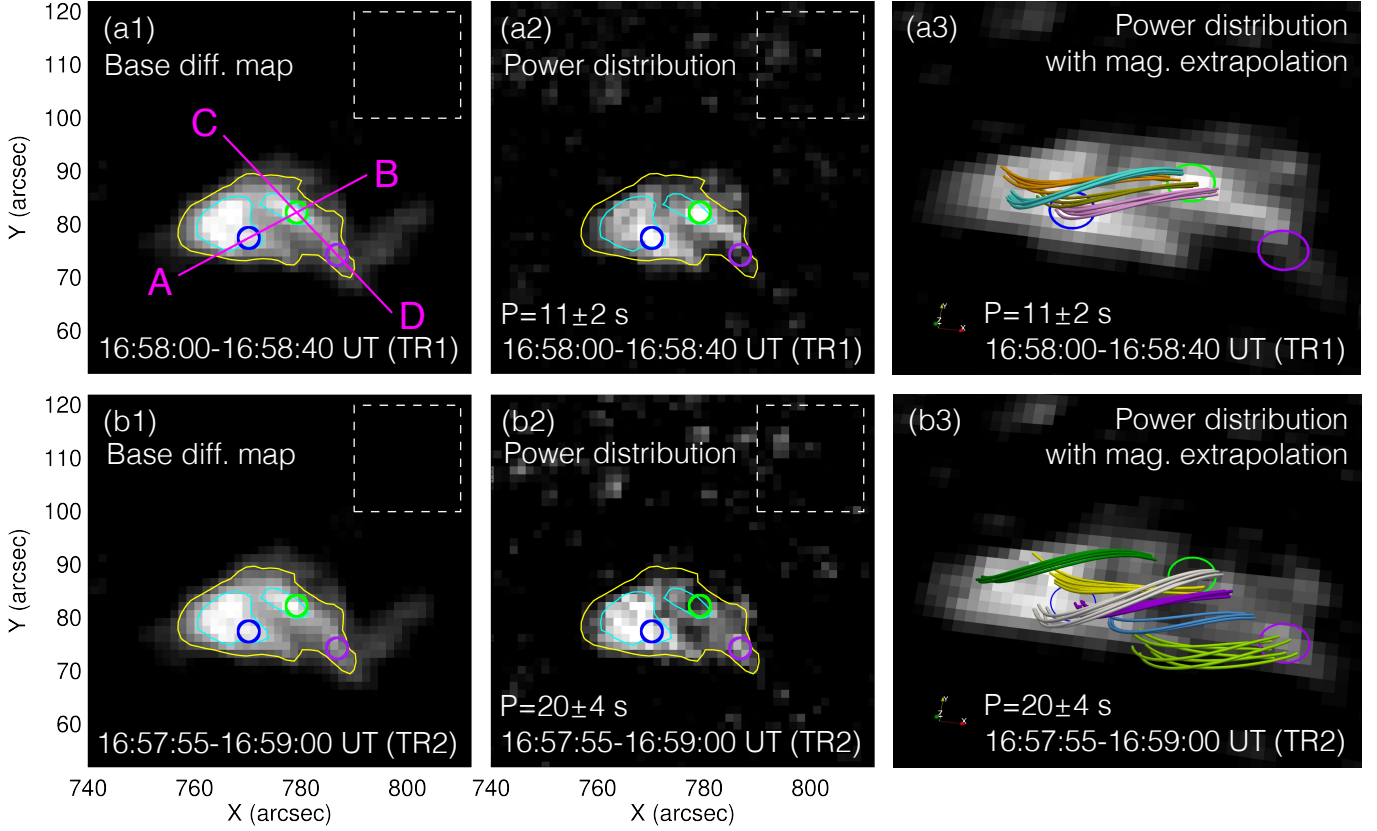 (a1)
Base diff. map
C
B
A
D
16:58:00-16:58:40 UT (TR1)
(a2)
Power distribution
P=11±2 s
16:58:00-16:58:40 UT (TR1)
(a3)
Power distribution
with mag. extrapolation
Y
Z
X
P=11±2 s
16:58:00-16:58:40 UT (TR1)
120
110
100
90
80
70
60
Y (arcsec)
(b1)
Base diff. map
16:57:55-16:59:00 UT (TR2)
(b2)
Power distribution
P=20±4 s
16:57:55-16:59:00 UT (TR2)
(b3)
Power distribution
with mag. extrapolation
Y
Z
X
P=20±4 s
16:57:55-16:59:00 UT (TR2)
120
110
100
90
80
70
60
Y (arcsec)
740 760 780 800
X (arcsec)
740 760 780 800
X (arcsec)